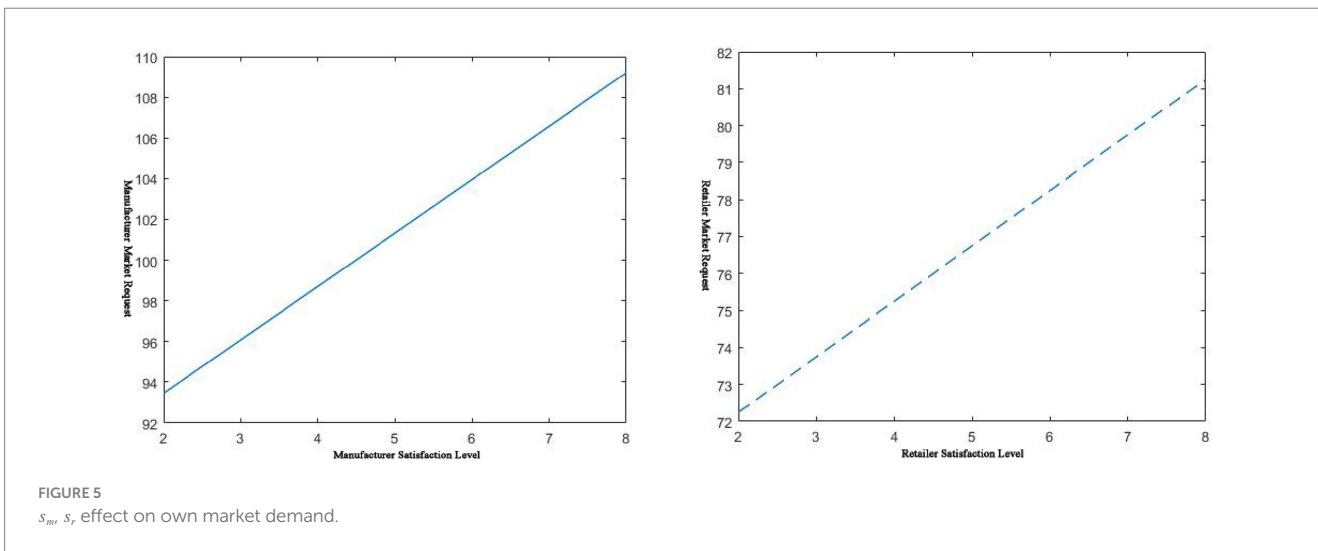 110
108
106
104
102
100
98
96
94
92
2 3 4 5 6 7 8
Manufacturer Market Request
Manufacturer Satisfaction Level
82
81
80
79
78
77
76
75
74
73
72
2 3 4 5 6 7 8
Retailer Market Request
Retailer Satisfaction Level
FIGURE 5
sₘ, sᵣ effect on own market demand.